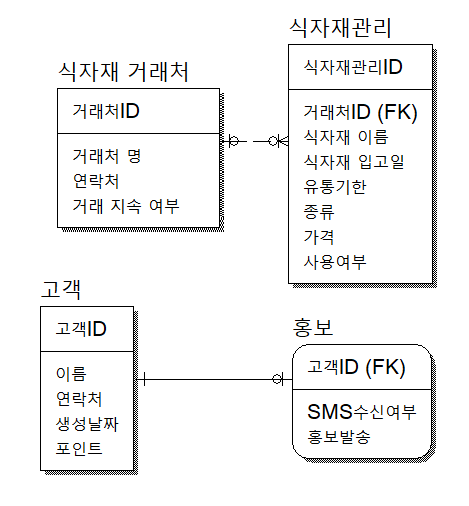 식자재 거래처
거래처ID
거래처 명
연락처
거래 지속 여부
식자재관리
식자재관리ID
거래처ID (FK)
식자재 이름
식자재 입고일
유통기한
종류
가격
사용여부
고객
고객ID
이름
연락처
생성날짜
포인트
홍보
고객ID (FK)
SMS수신여부
홍보발송